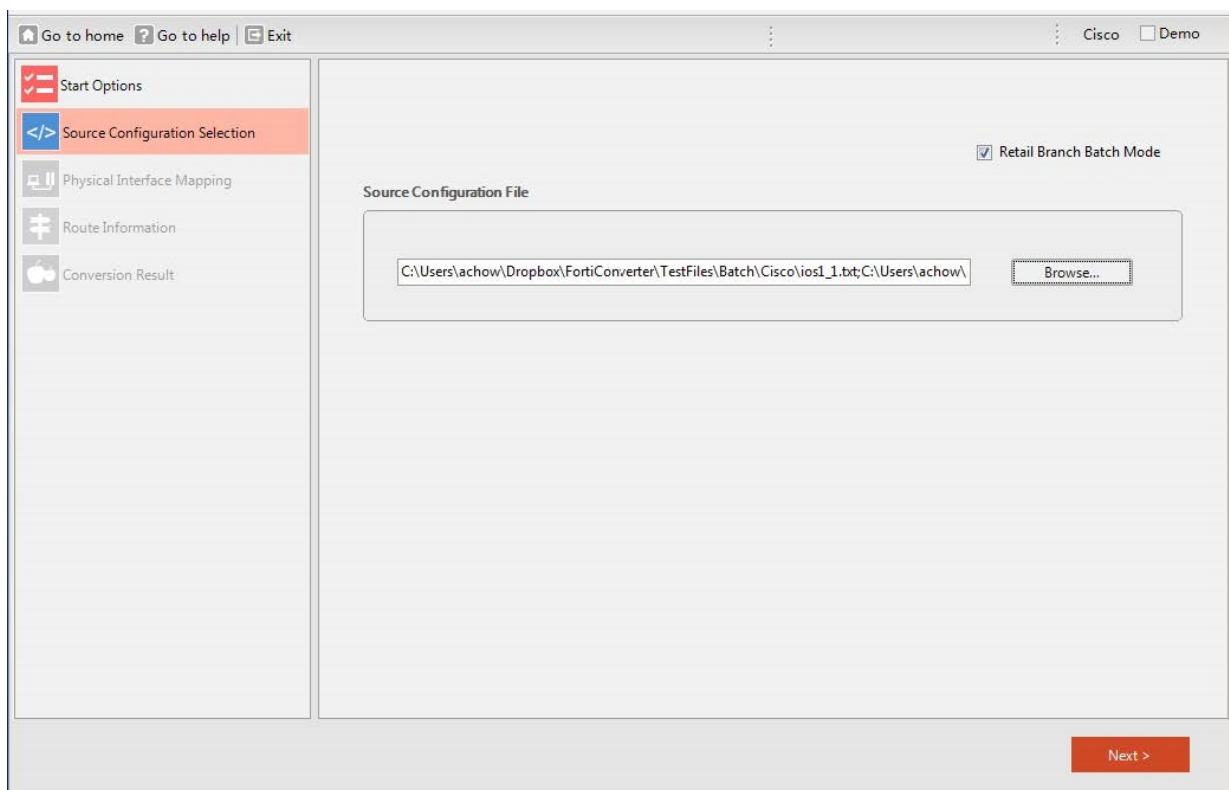 Go to home ? Go to help Exit Cisco Demo
Start Options
</> Source Configuration Selection
Physical Interface Mapping
Route Information
Conversion Result
Retail Branch Batch Mode
Source Configuration File
C:\Users\achow\Dropbox\FortiConverter\TestFiles\Batch\Cisco\ios1_1.txt;C:\Users\achow\
Browse...
Next >